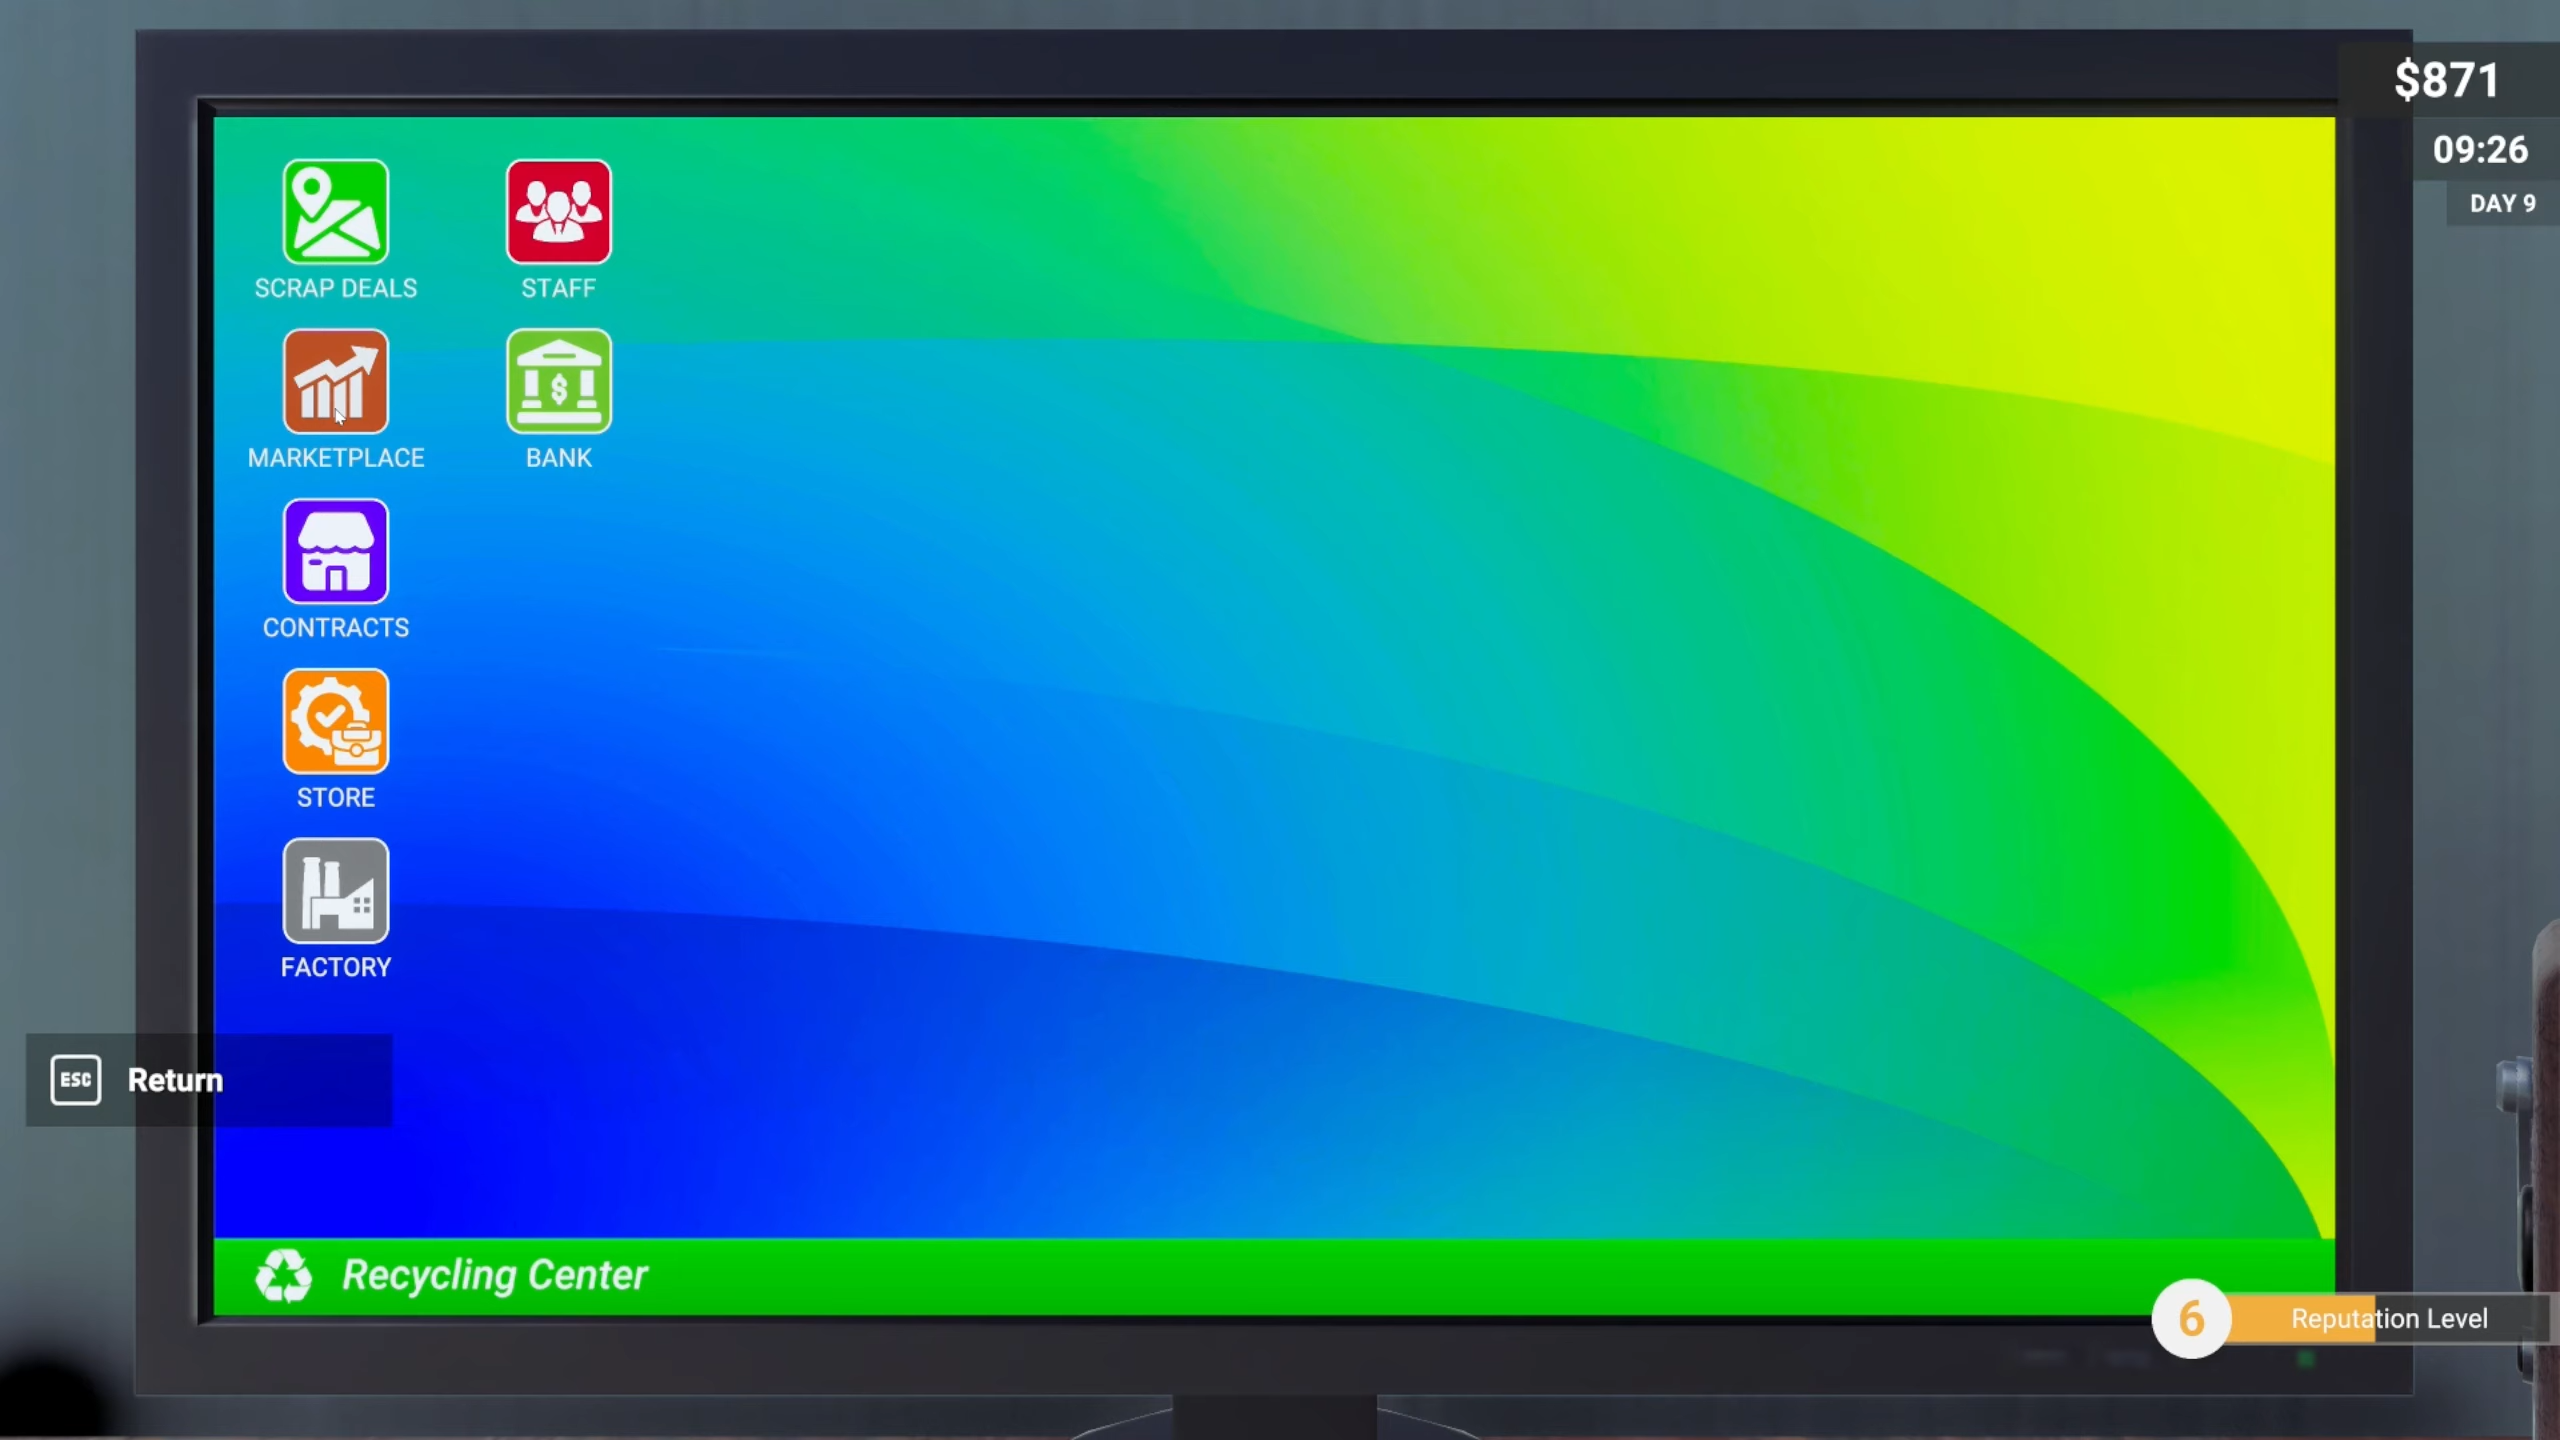 $871
09:26
DAY 9
SCRAP DEALS
STAFF
MARKETPLACE
BANK
CONTRACTS
STORE
FACTORY
ESC Return
Recycling Center
6 Reputation Level